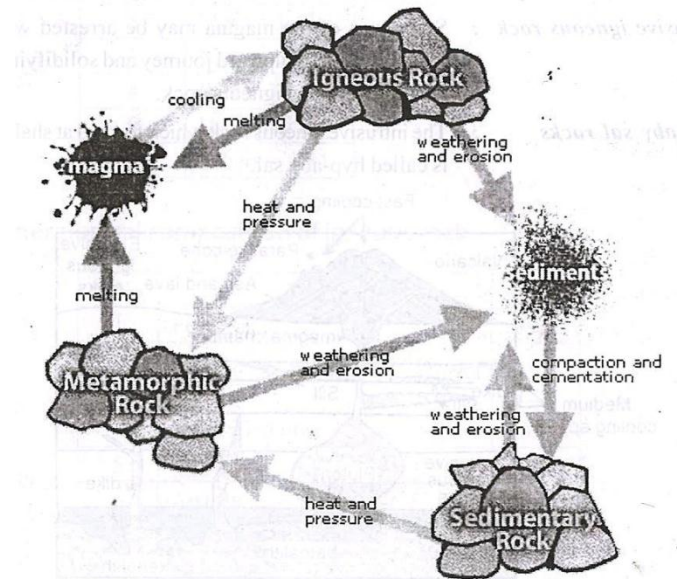 Igneous Rock
cooling
melting
magma
weathering
and erosion
heat and
pressure
ediment
melting
weathering
and erosion
compaction and
cementation
Metamorphic
Rock
weathering
and erosion
heat and
pressure
Sedimentary
Rock